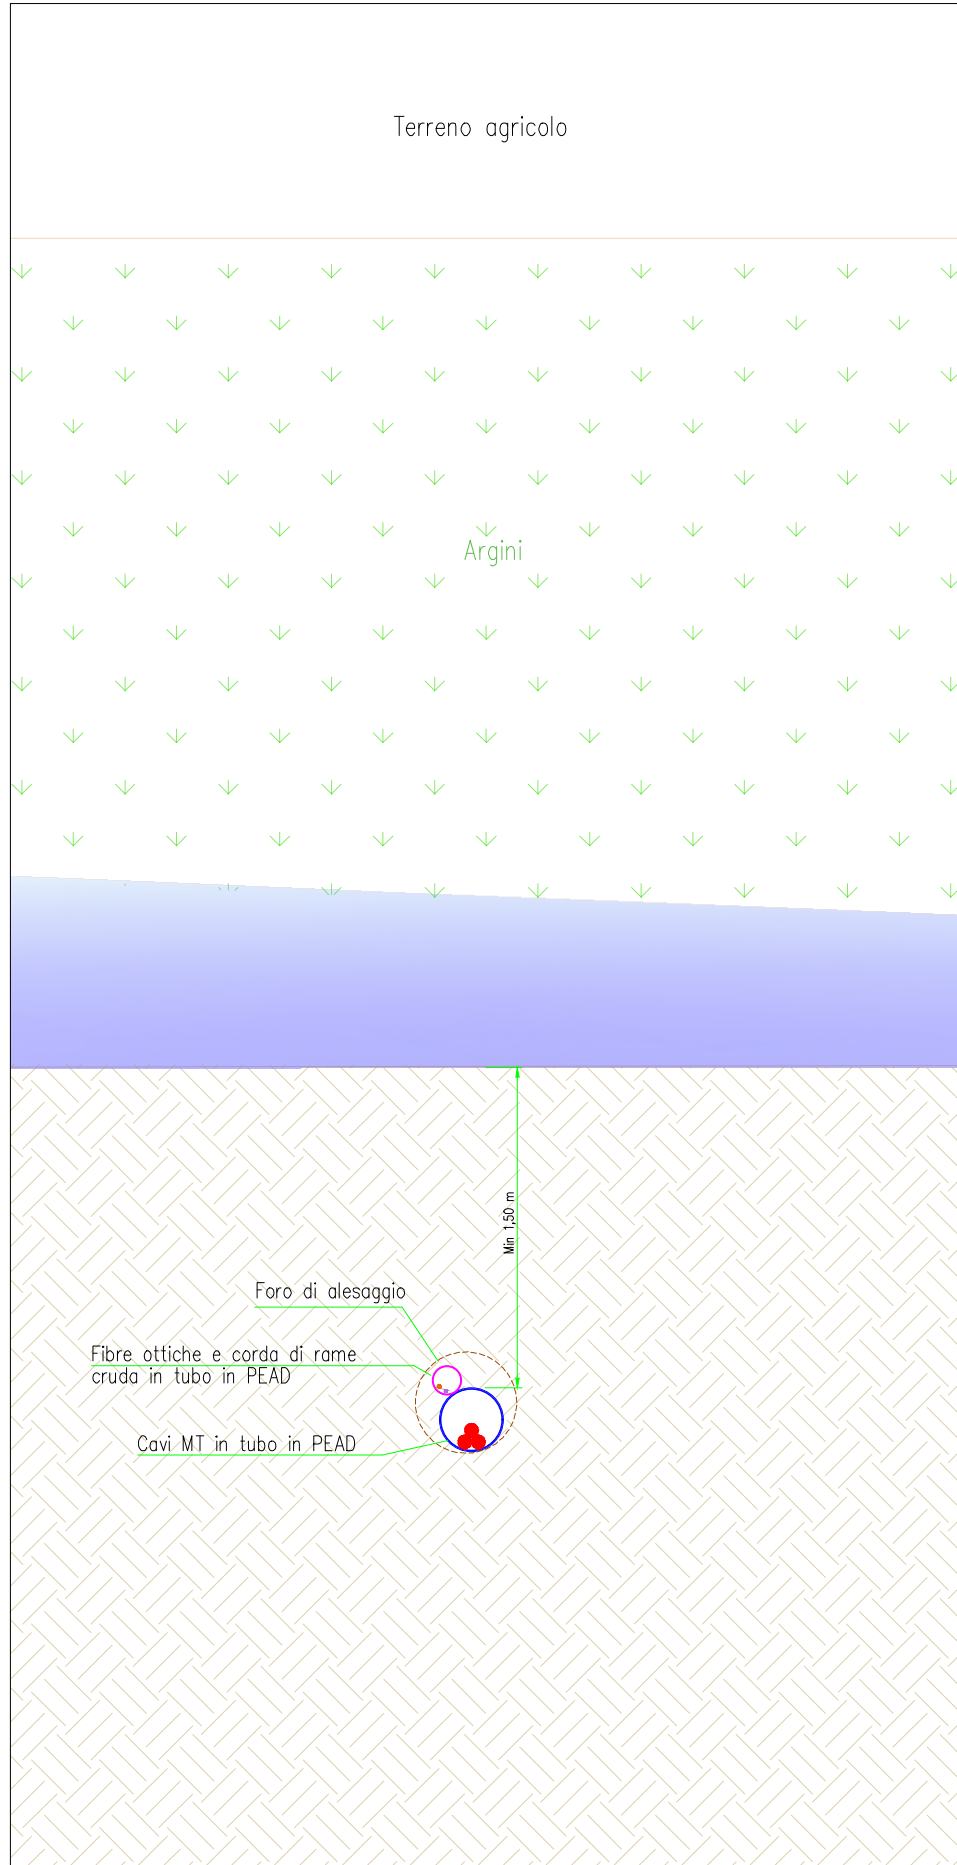 Terreno agricolo
Argini
Min 1,50 m
Foro di alesaggio
Fibre ottiche e corda di rame
cruda in tubo in PEAD
Cavi MT in tubo in PEAD